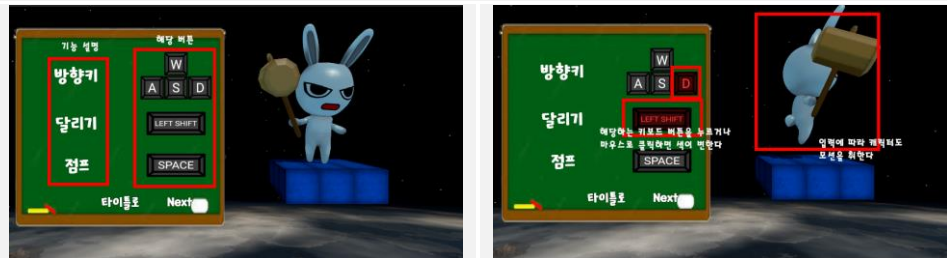 기능 설명
해당 버튼
방향키
W
A S D
달리기
LEFT SHIFT
점프
SPACE
타이틀로 Next
방향키
W
A S D
달리기
LEFT SHIFT
해당하는 키보드 버튼을 누르거나
마우스로 클릭하면 색이 변한다
점프
SPACE
타이틀로 Next
입력에 따라 캐릭터도
모션을 취한다